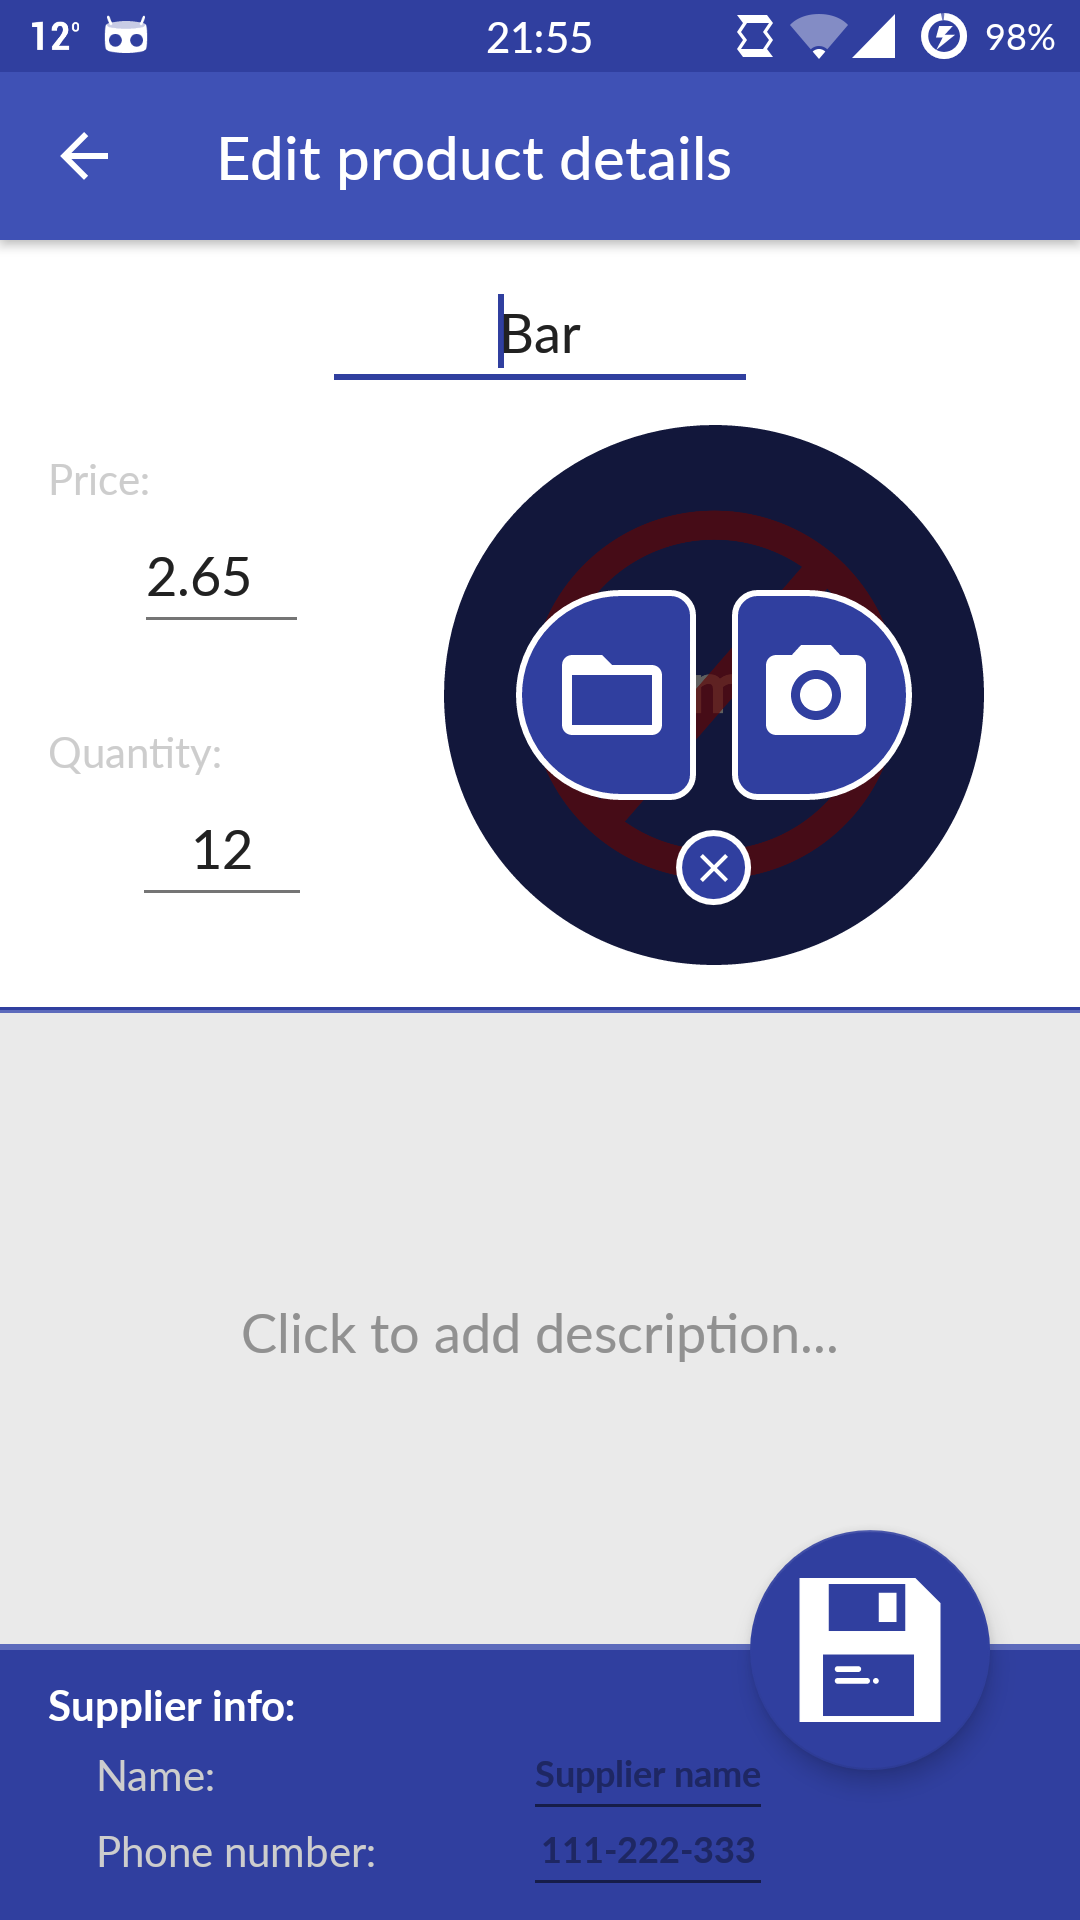 12°
21:55
98%
Edit product details
Bar
Price:
2.65
Quantity:
12
Click to add description...
Supplier info:
Name:
Supplier name
Phone number:
111-222-333